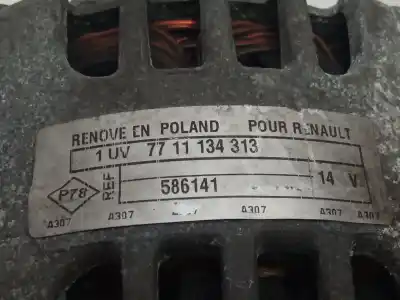 RENOVE EN POLAND POUR RENAULT
1 UV 77 11 134 313
REF 586141 14 V
P78
A307 A307 A307 A307 A307